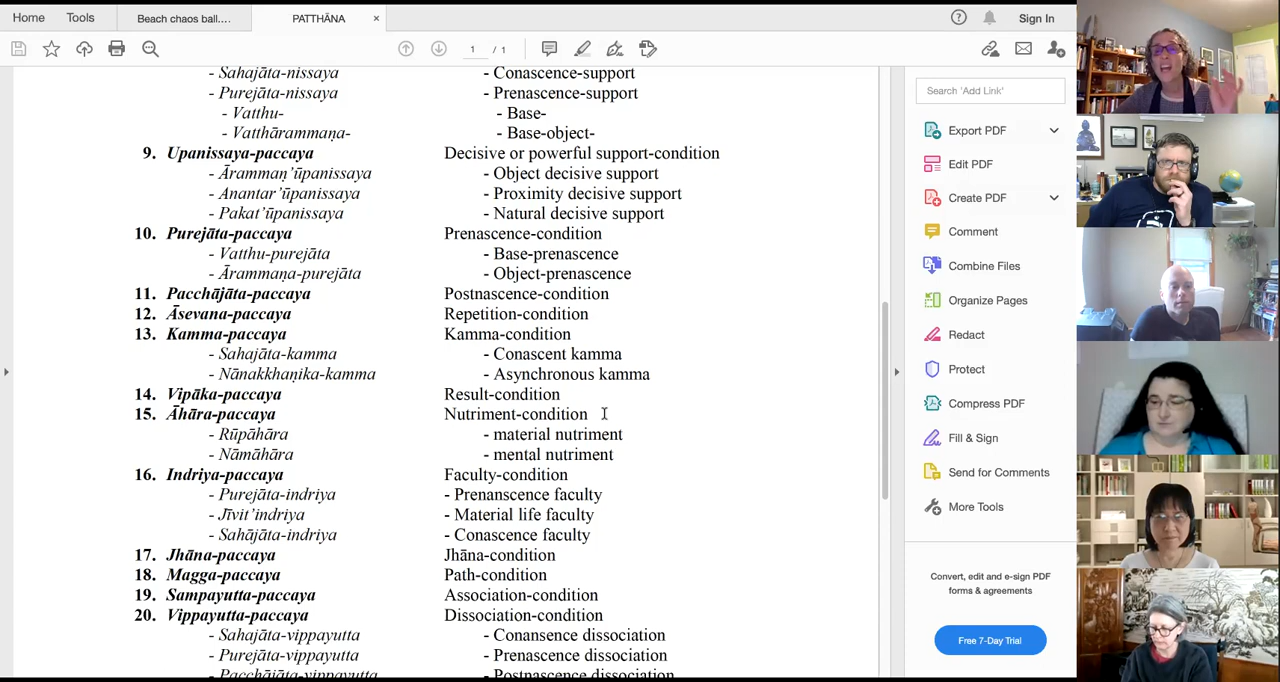 Home Tools Beach chaos ball.... PATTHĀNA × Sign In
1 / 1
- Sahajāta-nissaya - Conascence-support
- Purejāta-nissaya - Prenascence-support
- Vatthu- - Base-
- Vatthārammaṇa- - Base-object-
9. Upanissaya-paccaya Decisive or powerful support-condition
- Ārammaṇ'ūpanissaya - Object decisive support
- Anantar'ūpanissaya - Proximity decisive support
- Pakat'ūpanissaya - Natural decisive support
10. Purejāta-paccaya Prenascence-condition
- Vatthu-purejāta - Base-prenascence
- Ārammaṇa-purejāta - Object-prenascence
11. Pacchājāta-paccaya Postnascence-condition
12. Āsevana-paccaya Repetition-condition
13. Kamma-paccaya Kamma-condition
- Sahajāta-kamma - Conascent kamma
- Nānakkhaṇika-kamma - Asynchronous kamma
14. Vipāka-paccaya Result-condition
15. Āhāra-paccaya Nutriment-condition
- Rūpāhāra - material nutriment
- Nāmāhāra - mental nutriment
16. Indriya-paccaya Faculty-condition
- Purejāta-indriya - Prenanscence faculty
- Jīvit'indriya - Material life faculty
- Sahājāta-indriya - Conascence faculty
17. Jhāna-paccaya Jhāna-condition
18. Magga-paccaya Path-condition
19. Sampayutta-paccaya Association-condition
20. Vippayutta-paccaya Dissociation-condition
- Sahajāta-vippayutta - Conansence dissociation
- Purejāta-vippayutta - Prenascence dissociation
- Pacchājāta-vippayutta - Postnascence dissociation
Search 'Add Link'
Export PDF
Edit PDF
Create PDF
Comment
Combine Files
Organize Pages
Redact
Protect
Compress PDF
Fill & Sign
Send for Comments
More Tools
Convert, edit and e-sign PDF
forms & agreements
Free 7-Day Trial